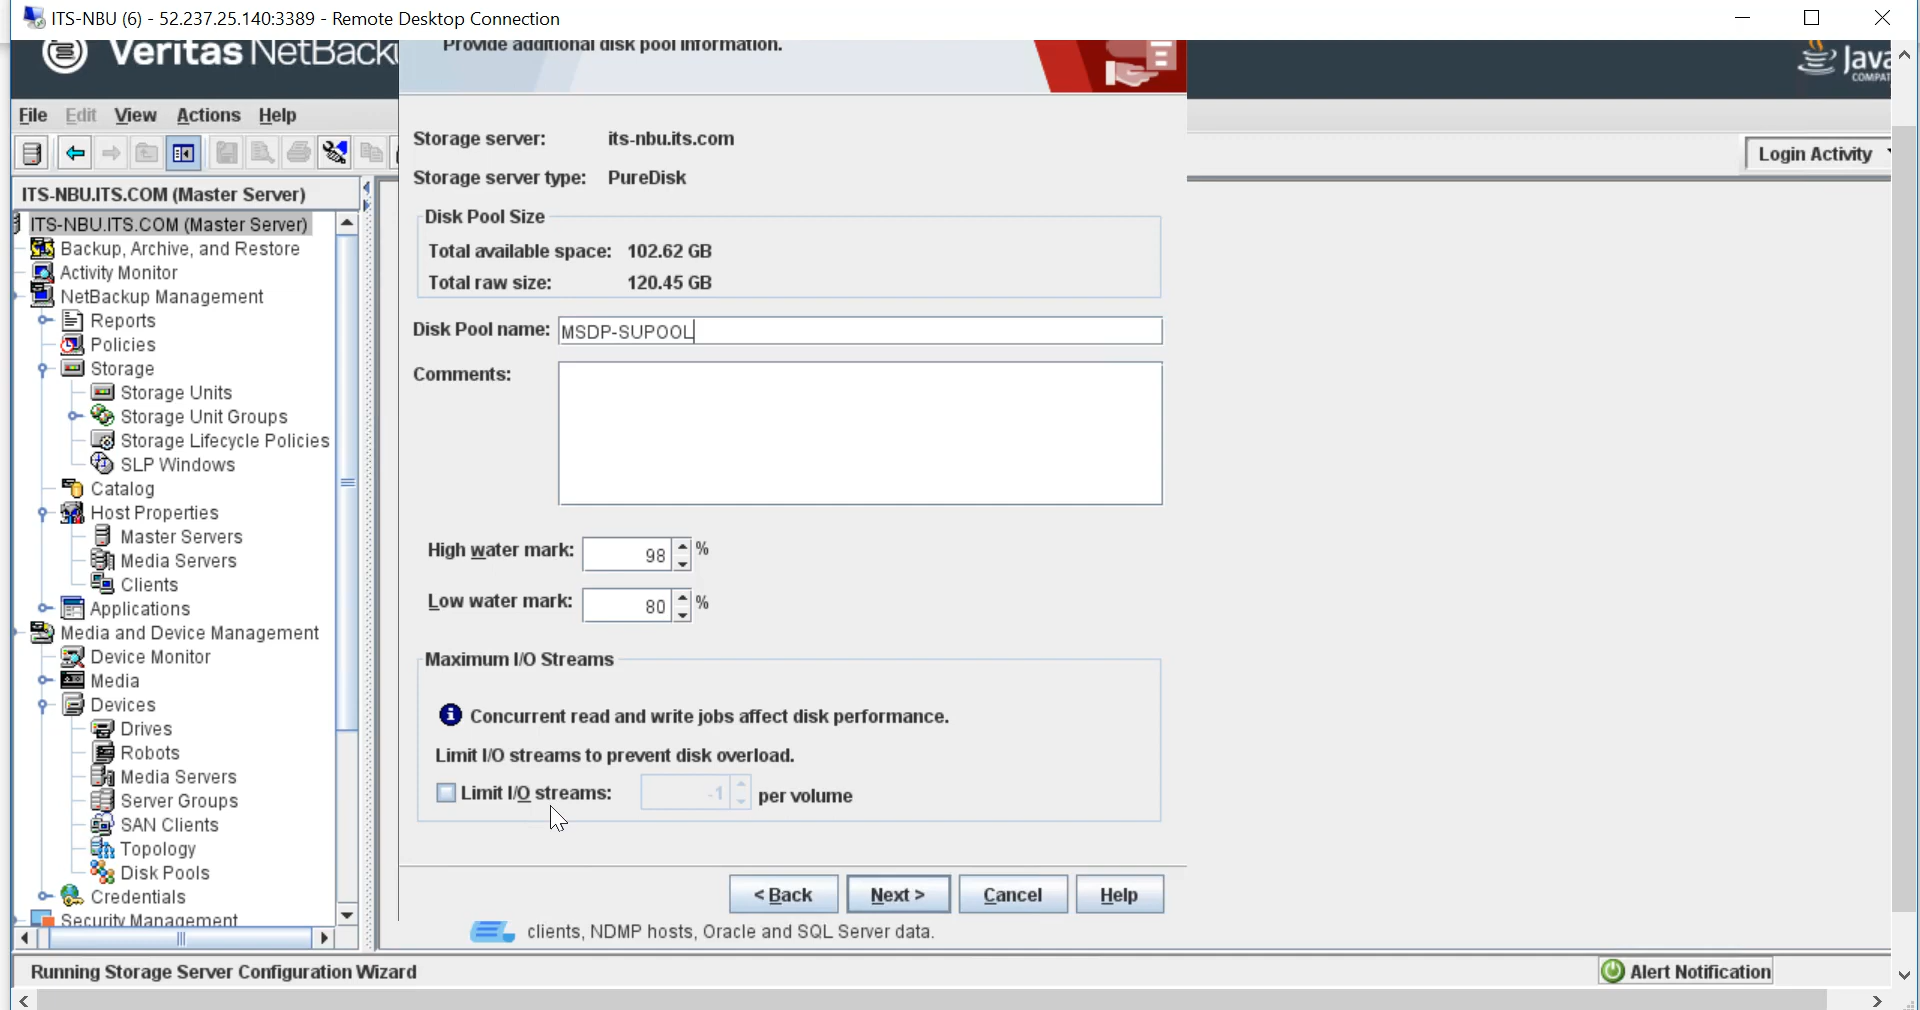 ITS-NBU (6) - 52.237.25.140:3389 - Remote Desktop Connection
Veritas NetBacku
Provide additional disk pool information.
Java
COMPAT
File Edit View Actions Help
Login Activity
ITS-NBU.ITS.COM (Master Server)
ITS-NBU.ITS.COM (Master Server)
Backup, Archive, and Restore
Activity Monitor
NetBackup Management
Reports
Policies
Storage
Storage Units
Storage Unit Groups
Storage Lifecycle Policies
SLP Windows
Catalog
Host Properties
Master Servers
Media Servers
Clients
Applications
Media and Device Management
Device Monitor
Media
Devices
Drives
Robots
Media Servers
Server Groups
SAN Clients
Topology
Disk Pools
Credentials
Security Management
Storage server: its-nbu.its.com
Storage server type: PureDisk
Disk Pool Size
Total available space: 102.62 GB
Total raw size: 120.45 GB
Disk Pool name: MSDP-SUPOOL
Comments:
High water mark: 98 %
Low water mark: 80 %
Maximum I/O Streams
Concurrent read and write jobs affect disk performance.
Limit I/O streams to prevent disk overload.
Limit I/O streams: -1 per volume
< Back Next > Cancel Help
clients, NDMP hosts, Oracle and SQL Server data.
Running Storage Server Configuration Wizard
Alert Notification